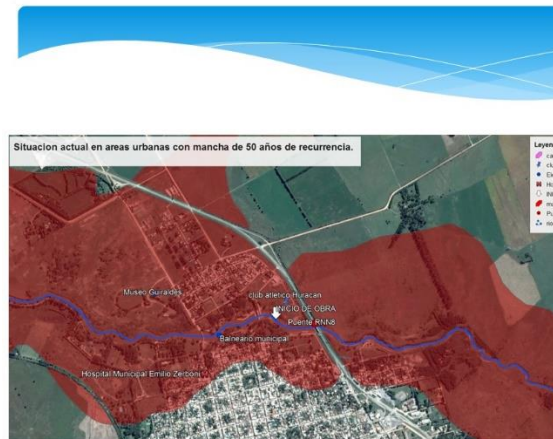 Situacion actual en areas urbanas con mancha de 50 años de recurrencia.
Museo Guiraldes
club atletico Huracan
INICIO DE OBRA
Puente RNN8
Balneario municipal
Hospital Municipal Emilio Zerboni